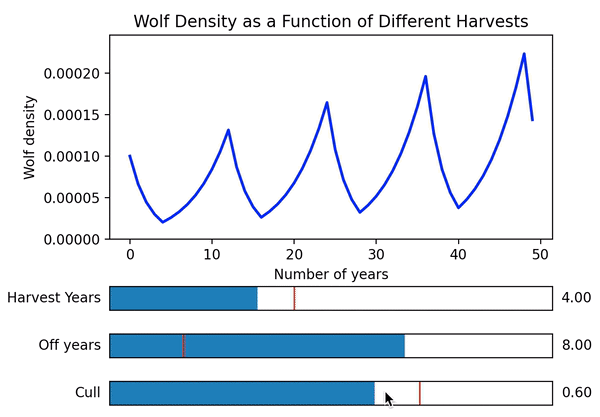 Wolf Density as a Function of Different Harvests
0.00020
0.00015
0.00010
0.00005
0.00000
Wolf density
0 10 20 30 40 50
Number of years
Harvest Years 4.00
Off years 8.00
Cull 0.60